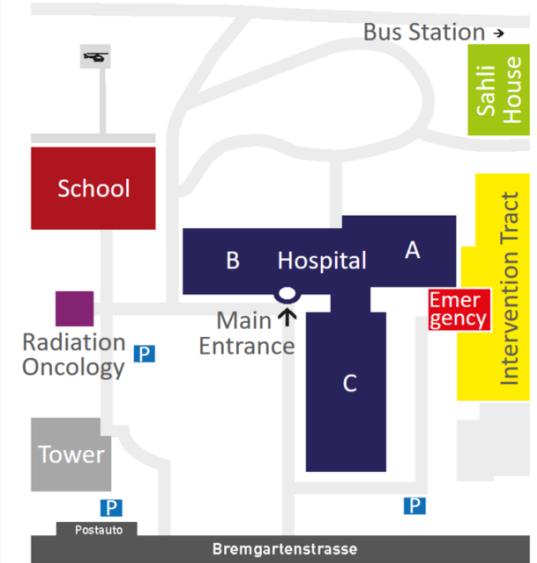 Bus Station →
Sahli
House
School
Intervention Tract
B
Hospital
A
Emer
gency
Main
Entrance
Radiation
Oncology
P
C
Tower
P
P
Postauto
Bremgartenstrasse